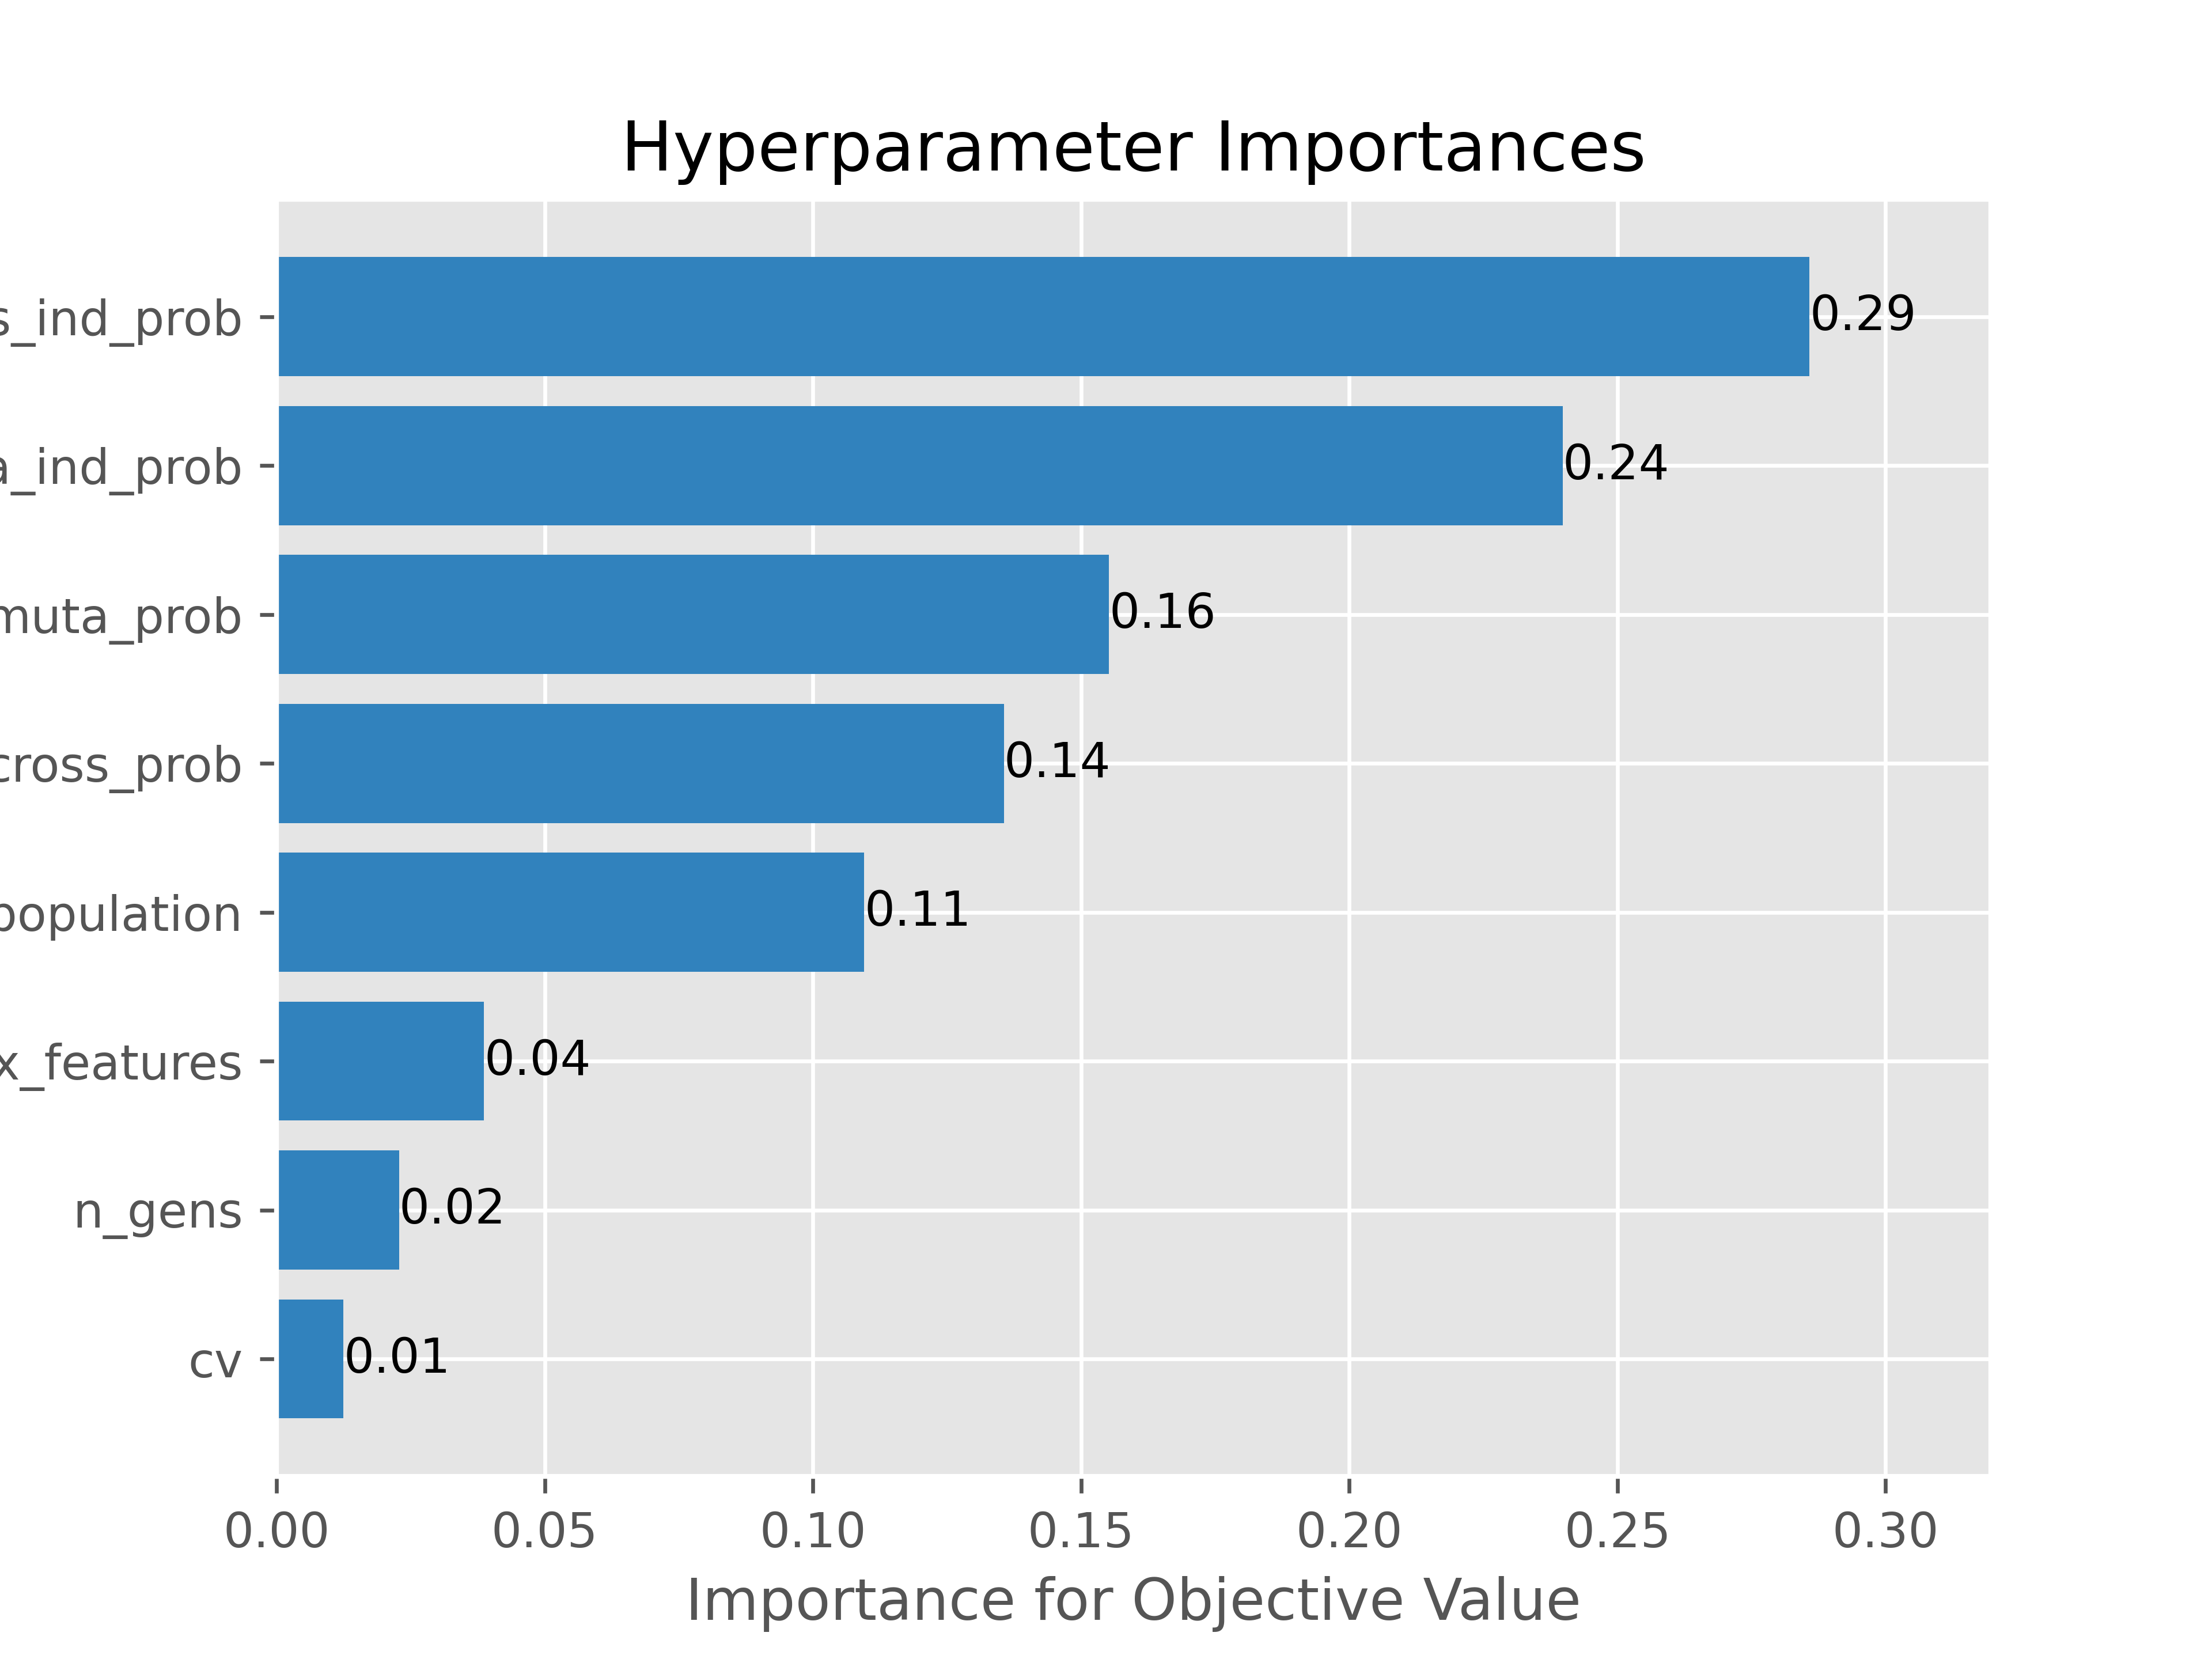 Hyperparameter Importances
s_ind_prob 0.29
a_ind_prob 0.24
muta_prob 0.16
cross_prob 0.14
population 0.11
x_features 0.04
n_gens 0.02
cv 0.01
0.00 0.05 0.10 0.15 0.20 0.25 0.30
Importance for Objective Value